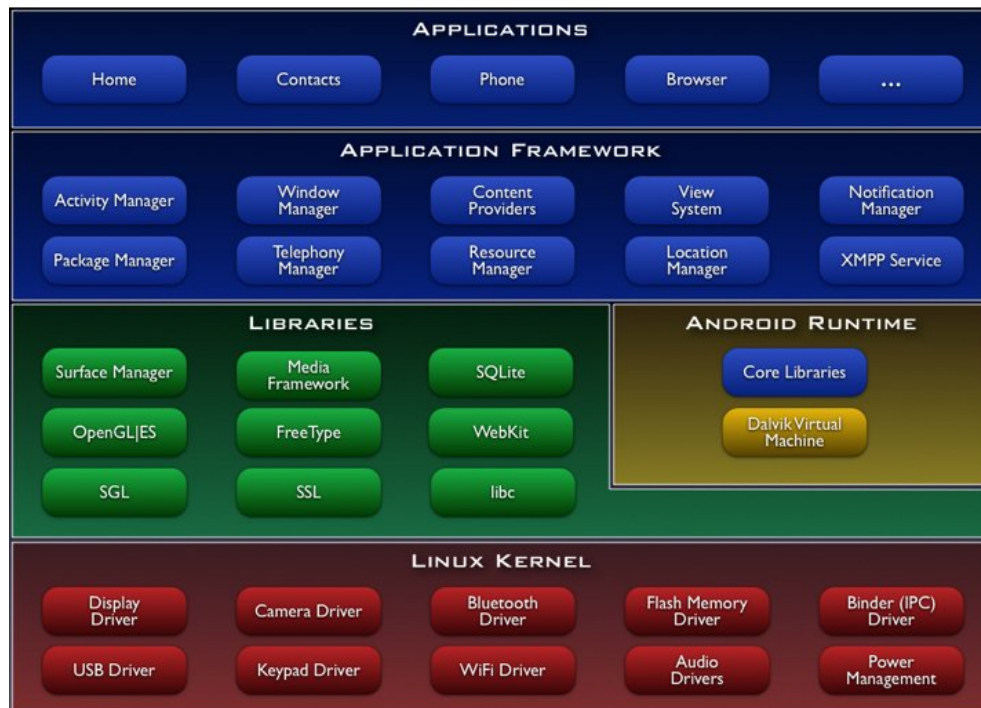 APPLICATIONS
Home
Contacts
Phone
Browser
...
APPLICATION FRAMEWORK
Activity Manager
Window
Manager
Content
Providers
View
System
Notification
Manager
Package Manager
Telephony
Manager
Resource
Manager
Location
Manager
XMPP Service
LIBRARIES
Surface Manager
Media
Framework
SQLite
OpenGL|ES
FreeType
WebKit
SGL
SSL
libc
ANDROID RUNTIME
Core Libraries
Dalvik Virtual
Machine
LINUX KERNEL
Display
Driver
Camera Driver
Bluetooth
Driver
Flash Memory
Driver
Binder (IPC)
Driver
USB Driver
Keypad Driver
WiFi Driver
Audio
Drivers
Power
Management